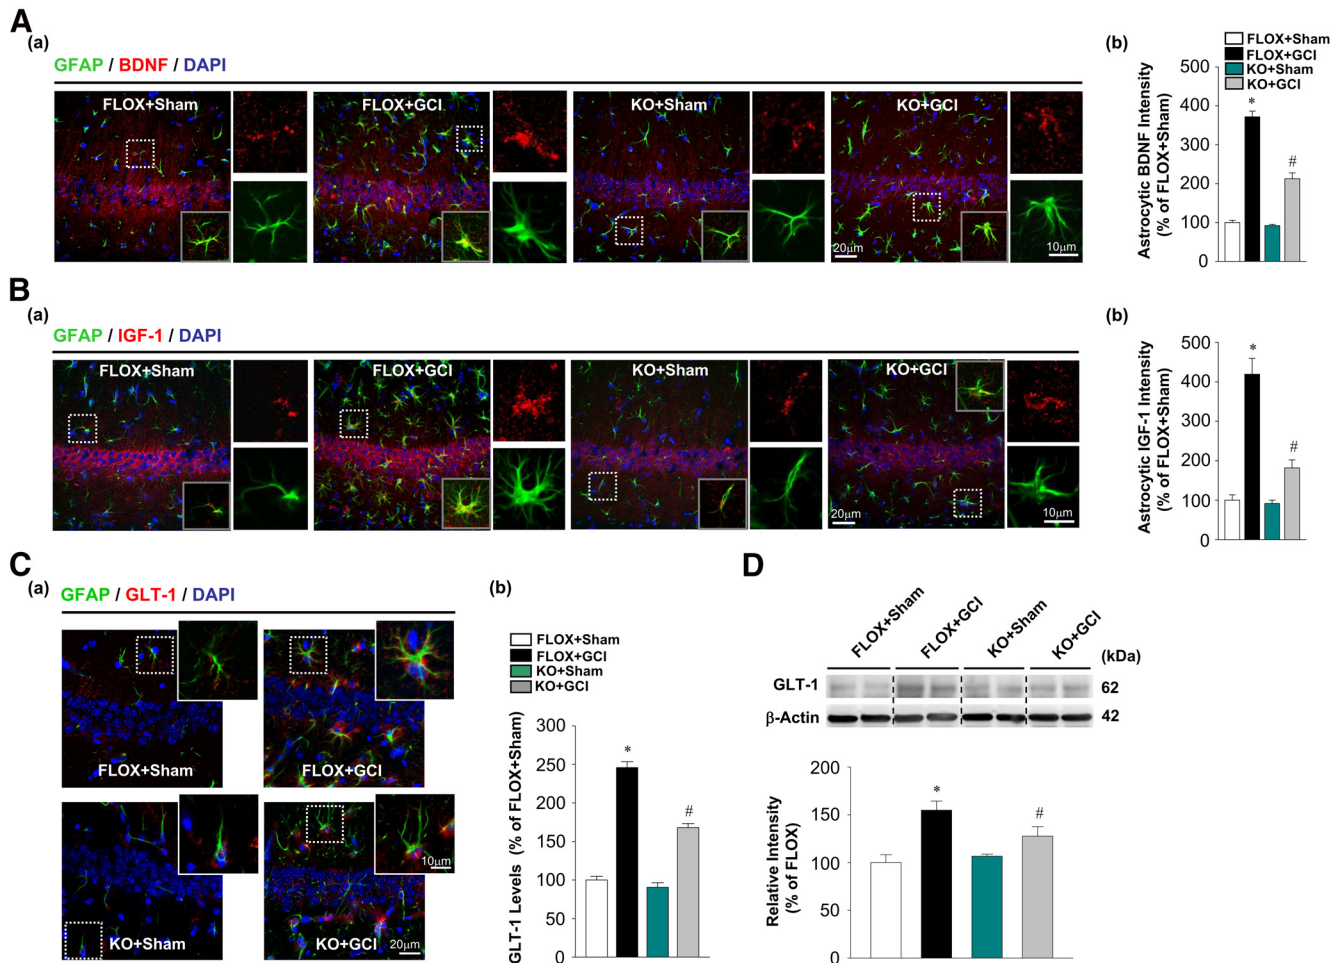 A
(a)
GFAP / BDNF / DAPI
FLOX+Sham
FLOX+GCI
KO+Sham
KO+GCI
20μm
10μm
(b)
FLOX+Sham
FLOX+GCI
KO+Sham
KO+GCI
Astrocytic BDNF Intensity
(% of FLOX+Sham)
500
400
300
200
100
0
*
#
B
(a)
GFAP / IGF-1 / DAPI
FLOX+Sham
FLOX+GCI
KO+Sham
KO+GCI
20μm
10μm
(b)
Astrocytic IGF-1 Intensity
(% of FLOX+Sham)
500
400
300
200
100
0
*
#
C
(a)
GFAP / GLT-1 / DAPI
FLOX+Sham
FLOX+GCI
KO+Sham
KO+GCI
10μm
20μm
(b)
FLOX+Sham
FLOX+GCI
KO+Sham
KO+GCI
GLT-1 Levels (% of FLOX+Sham)
300
250
200
150
100
50
0
*
#
D
FLOX+Sham
FLOX+GCI
KO+Sham
KO+GCI
(kDa)
GLT-1
62
β-Actin
42
Relative Intensity
(% of FLOX)
200
150
100
50
0
*
#